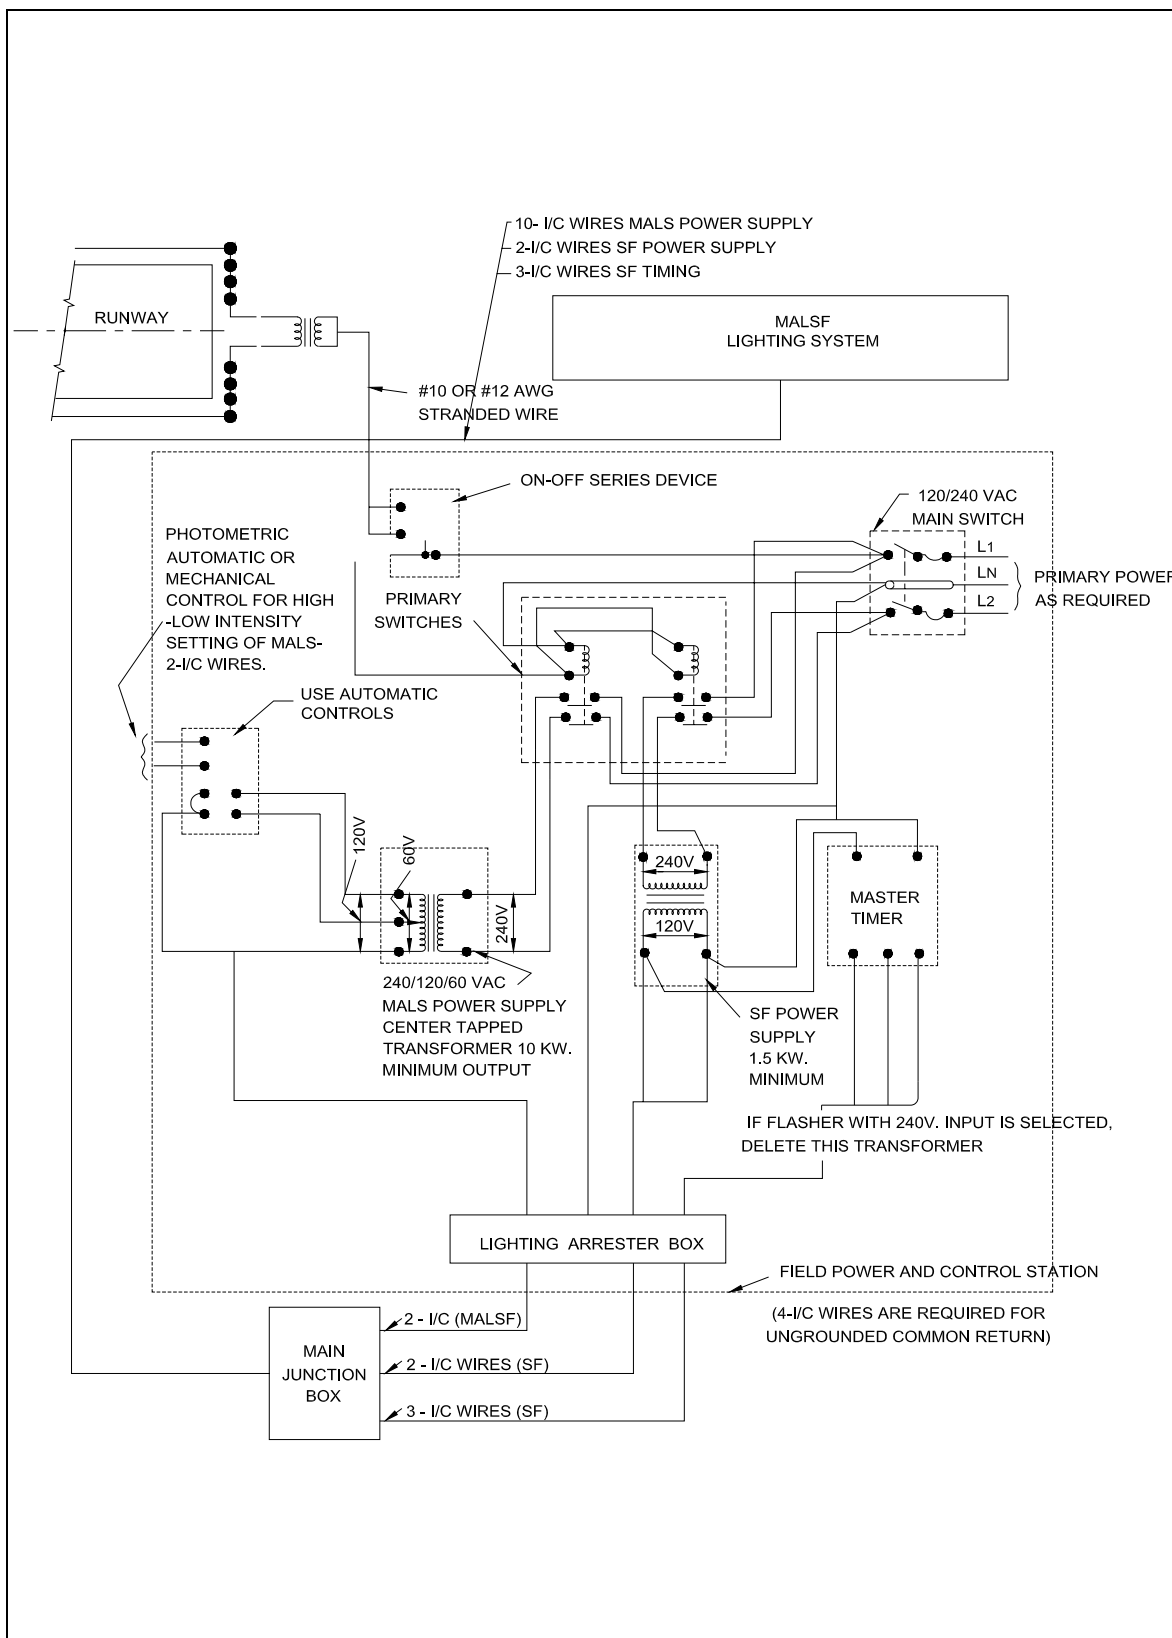 10- I/C WIRES MALS POWER SUPPLY
2-I/C WIRES SF POWER SUPPLY
3-I/C WIRES SF TIMING
RUNWAY
MALSF
LIGHTING SYSTEM
#10 OR #12 AWG
STRANDED WIRE
ON-OFF SERIES DEVICE
120/240 VAC
MAIN SWITCH
L1
LN
L2
PRIMARY POWER
AS REQUIRED
PHOTOMETRIC
AUTOMATIC OR
MECHANICAL
CONTROL FOR HIGH
-LOW INTENSITY
SETTING OF MALS-
2-I/C WIRES.
PRIMARY
SWITCHES
USE AUTOMATIC
CONTROLS
120V
60V
240V
240V
120V
MASTER
TIMER
240/120/60 VAC
MALS POWER SUPPLY
CENTER TAPPED
TRANSFORMER 10 KW.
MINIMUM OUTPUT
SF POWER
SUPPLY
1.5 KW.
MINIMUM
IF FLASHER WITH 240V. INPUT IS SELECTED,
DELETE THIS TRANSFORMER
LIGHTING ARRESTER BOX
FIELD POWER AND CONTROL STATION
(4-I/C WIRES ARE REQUIRED FOR
UNGROUNDED COMMON RETURN)
MAIN
JUNCTION
BOX
2 - I/C (MALSF)
2 - I/C WIRES (SF)
3 - I/C WIRES (SF)